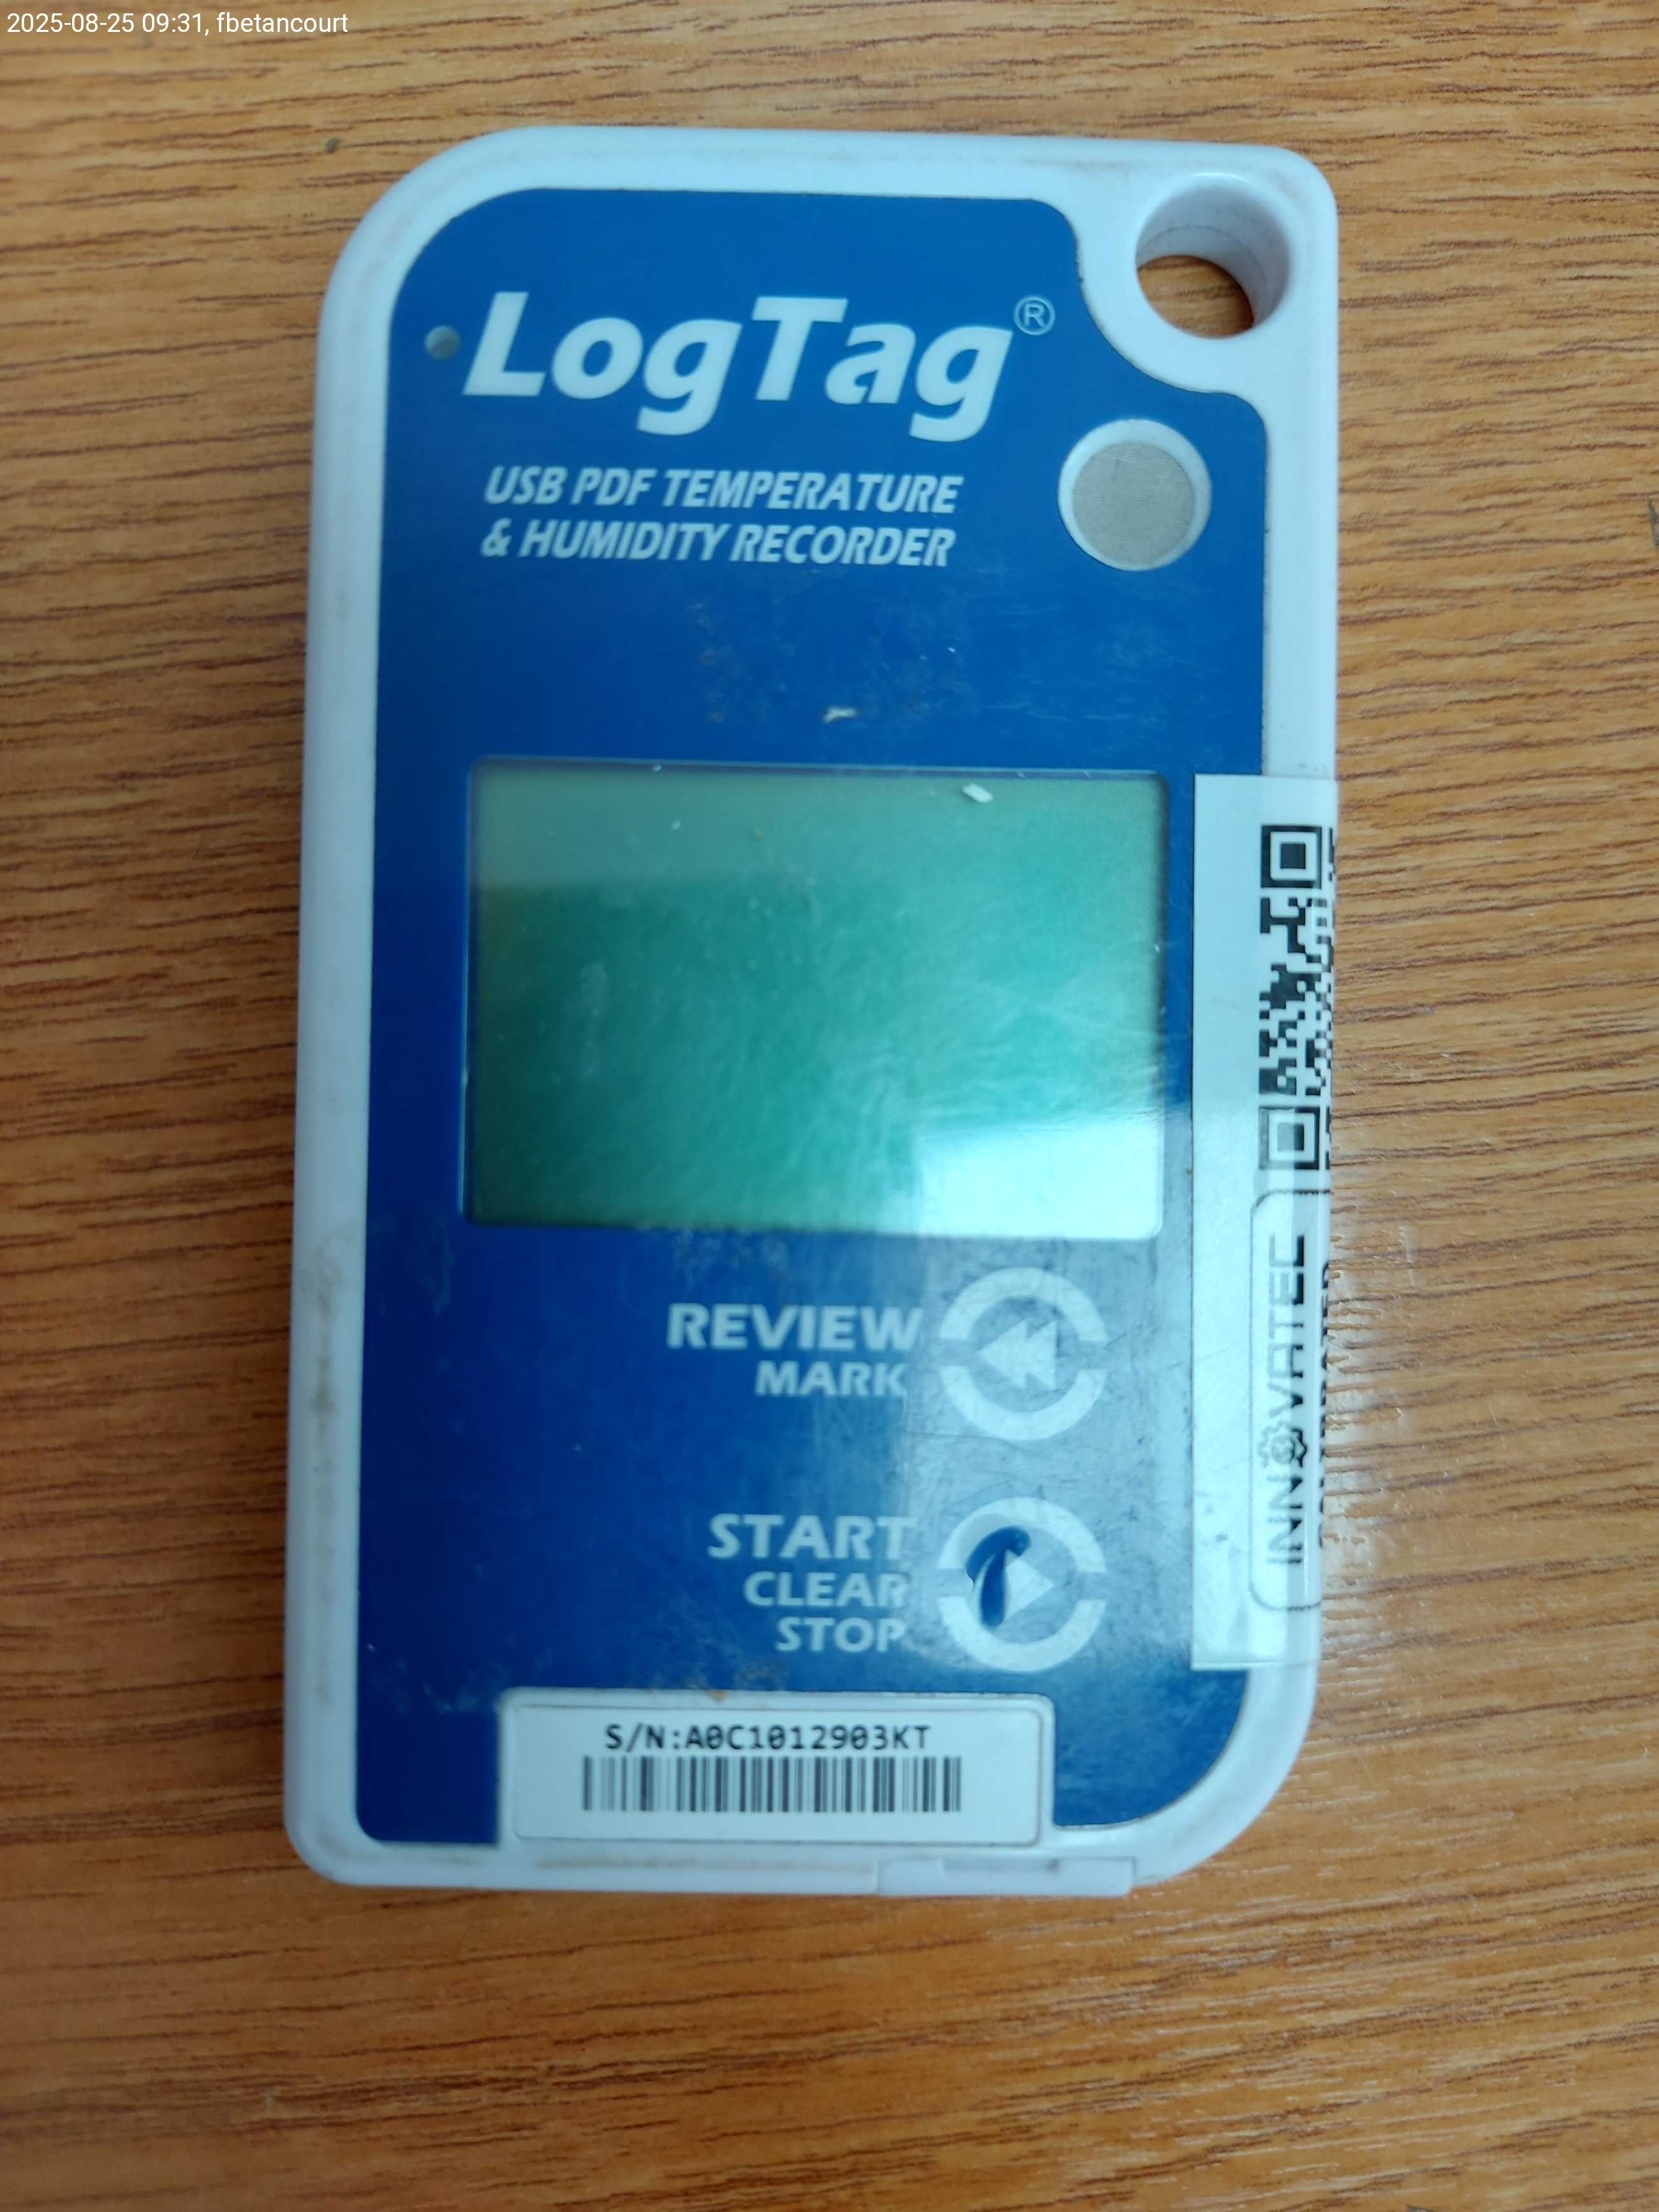 2025-08-25 09:31, fbetancourt
LogTag®
USB PDF TEMPERATURE
& HUMIDITY RECORDER
REVIEW
MARK
START
CLEAR
STOP
INNOVATEC
S/N:A0C1012903KT